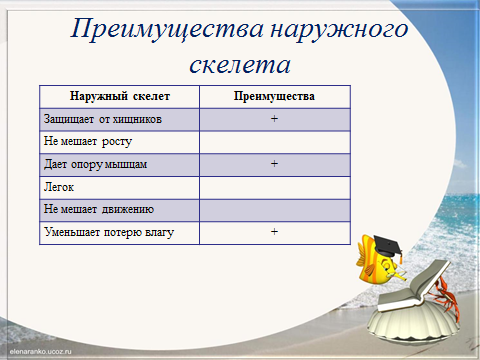 Преимущества наружного
скелета
Наружный скелет Преимущества
Защищает от хищников +
Не мешает росту
Дает опору мышцам +
Легок
Не мешает движению
Уменьшает потерю влагу +
elenaranko.ucoz.ru